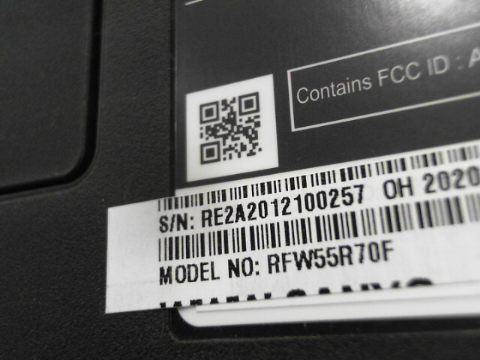 Contains FCC ID : A
S/N: RE2A2012100257 OH 2020
MODEL NO: RFW55R70F